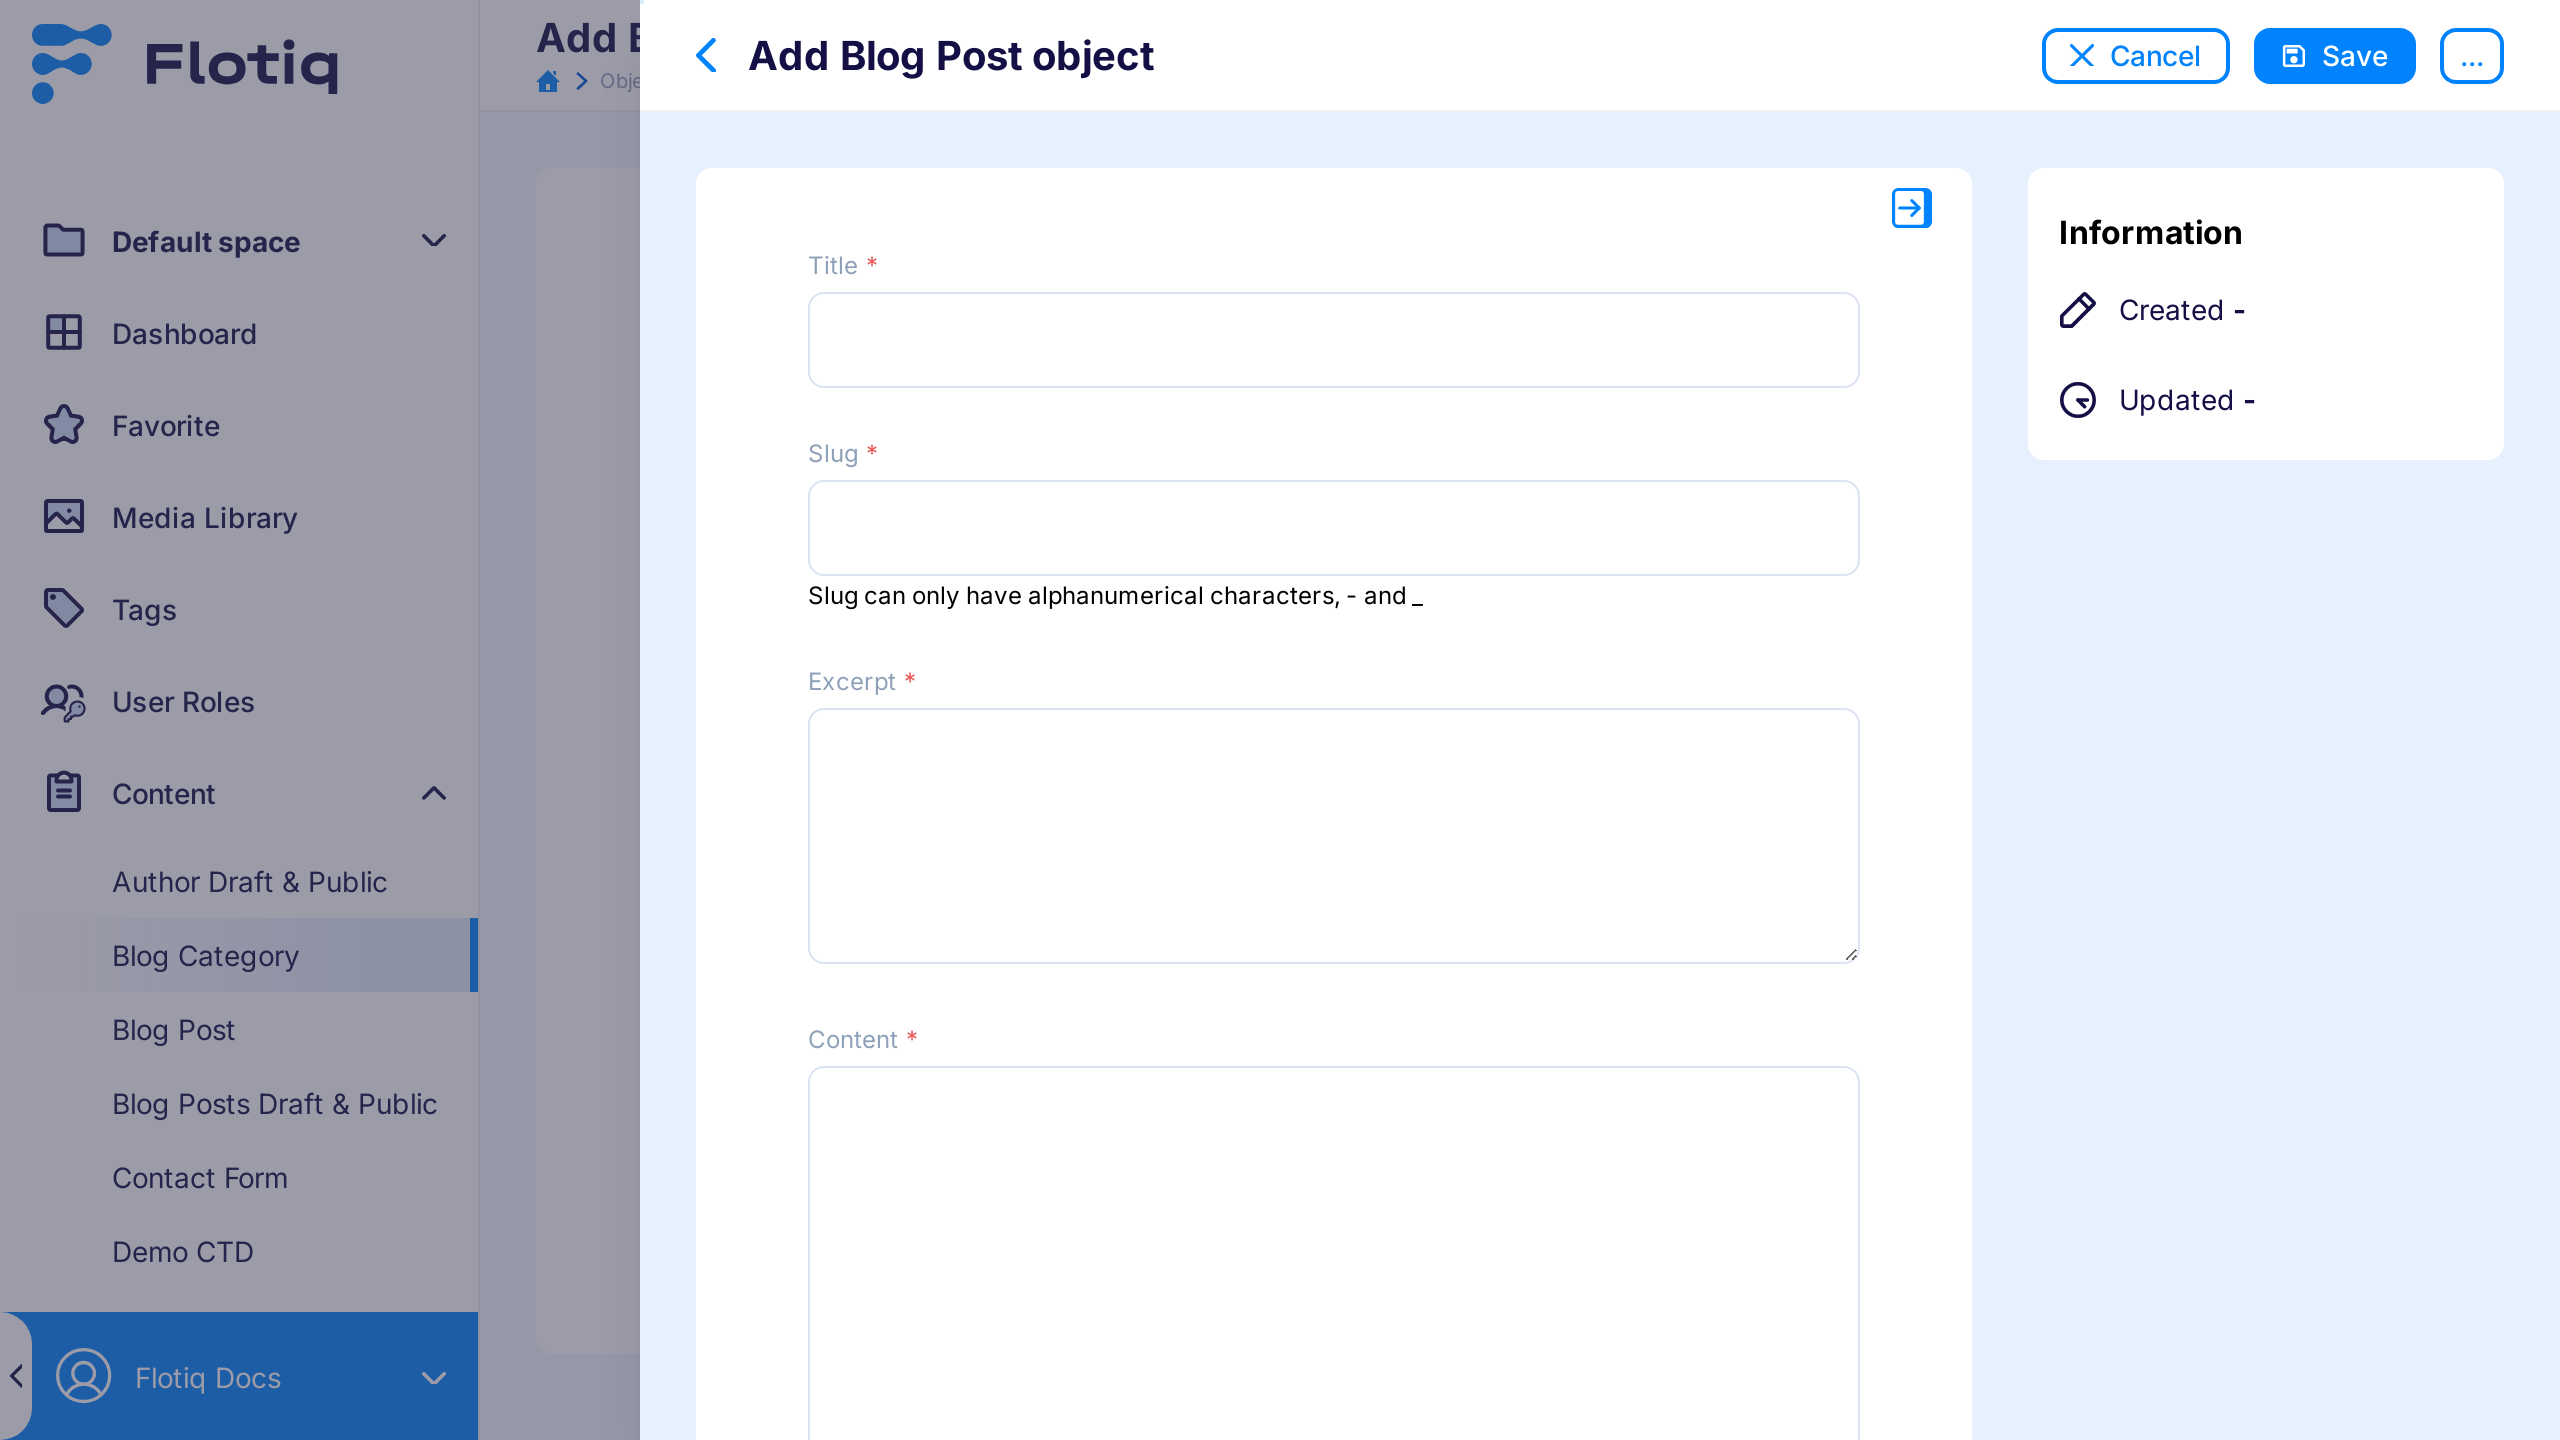 Flotiq
Default space
Dashboard
Favorite
Media Library
Tags
User Roles
Content
Author Draft & Public
Blog Category
Blog Post
Blog Posts Draft & Public
Contact Form
Demo CTD
Flotiq Docs
Add
Add Blog Post object
Cancel
Save
...
Title *
Slug *
Slug can only have alphanumerical characters, - and _
Excerpt *
Content *
Information
Created -
Updated -